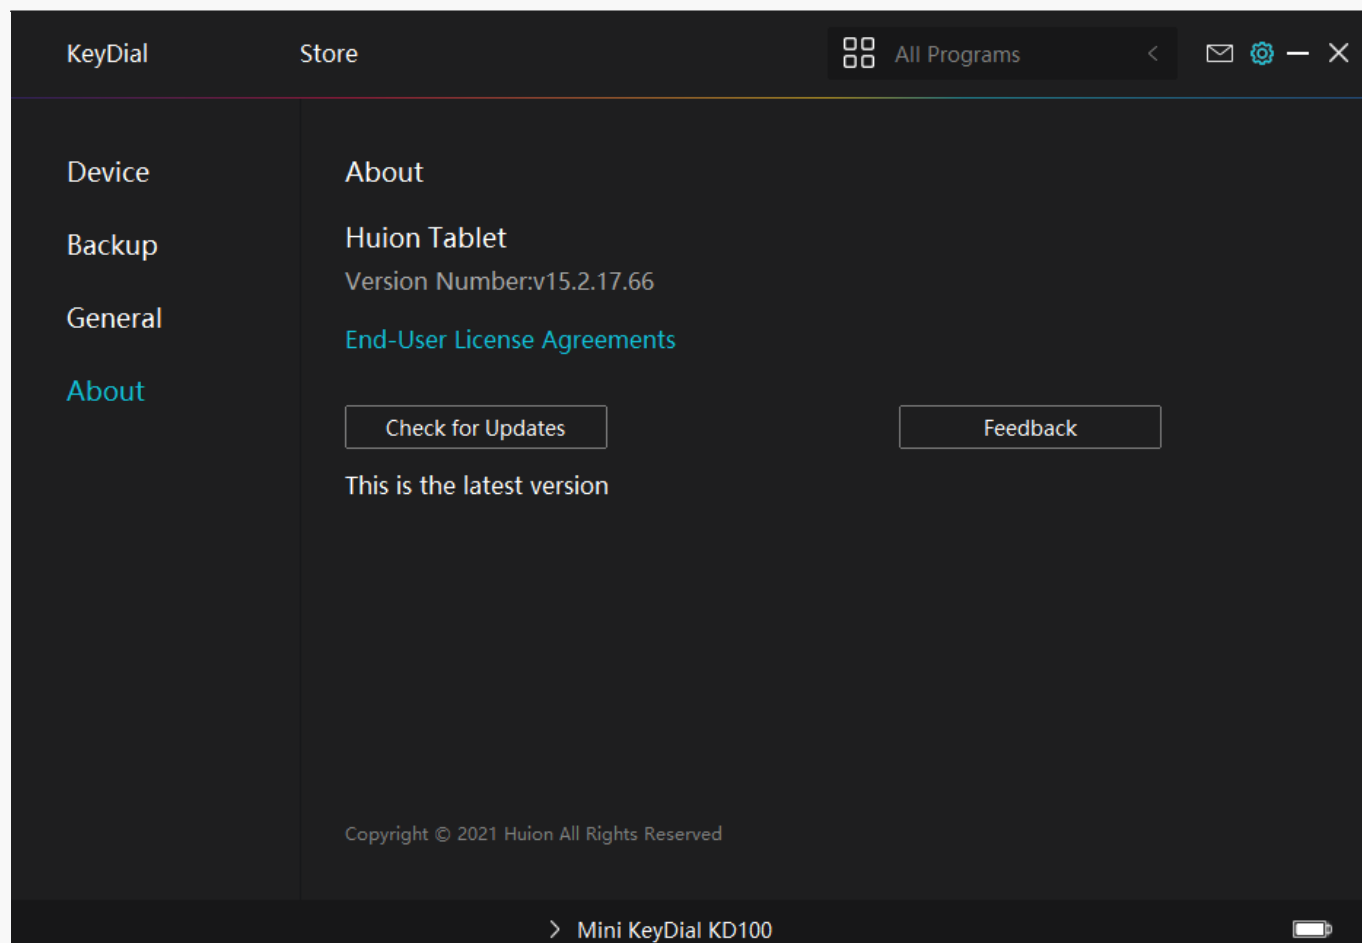 KeyDial
Store
All Programs
Device
Backup
General
About
About
Huion Tablet
Version Number:v15.2.17.66
End-User License Agreements
Check for Updates
Feedback
This is the latest version
Copyright © 2021 Huion All Rights Reserved
Mini KeyDial KD100